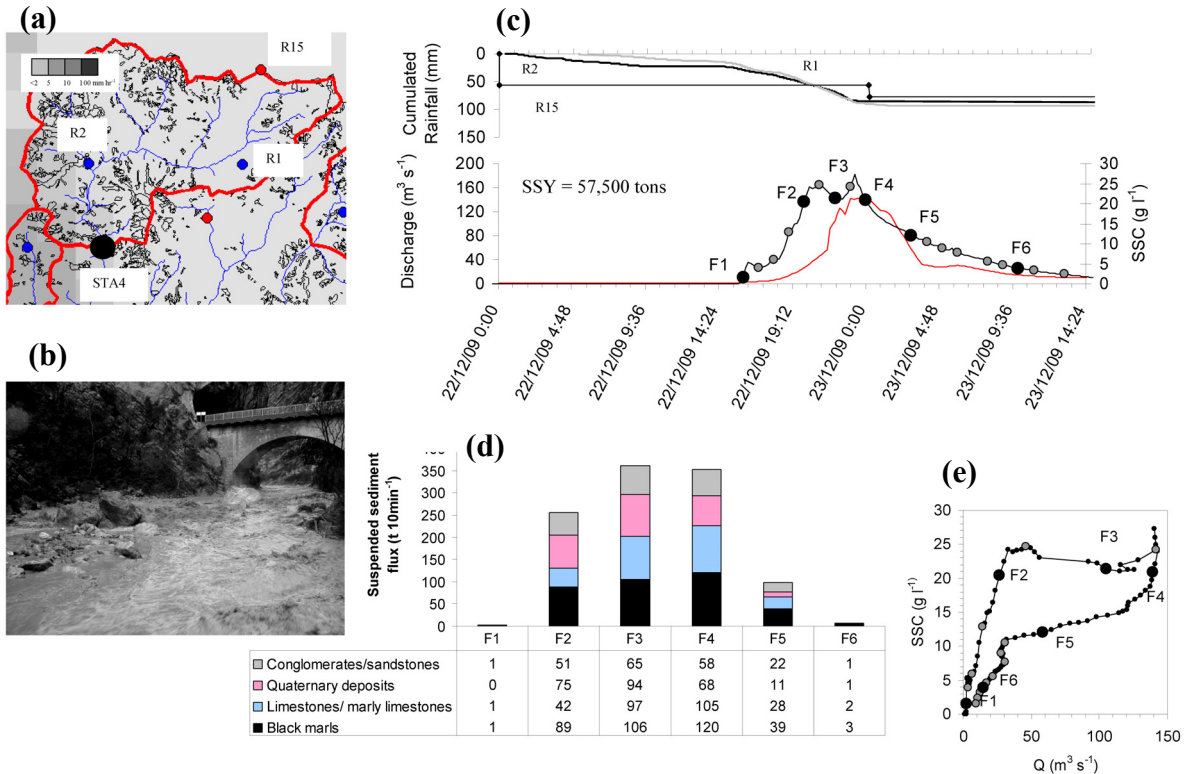 (a)
R15
<2 5 10 100 mm hr⁻¹
R2
R1
STA4
(b)
(c)
Cumulated
Rainfall (mm)
0
50
100
150
R2
R1
R15
Discharge (m³ s⁻¹)
200
160
120
80
40
0
SSY = 57,500 tons
F1
F2
F3
F4
F5
F6
30
25
20
15
10
5
0
SSC (g l⁻¹)
22/12/09 0:00
22/12/09 4:48
22/12/09 9:36
22/12/09 14:24
22/12/09 19:12
23/12/09 0:00
23/12/09 4:48
23/12/09 9:36
23/12/09 14:24
(d)
Suspended sediment
flux (t 10min⁻¹)
350
300
250
200
150
100
50
0
F1 F2 F3 F4 F5 F6
Conglomerates/sandstones 1 51 65 58 22 1
Quaternary deposits 0 75 94 68 11 1
Limestones/ marly limestones 1 42 97 105 28 2
Black marls 1 89 106 120 39 3
(e)
SSC (g l⁻¹)
30
25
20
15
10
5
0
F3
F2
F4
F5
F6
F1
0 50 100 150
Q (m³ s⁻¹)